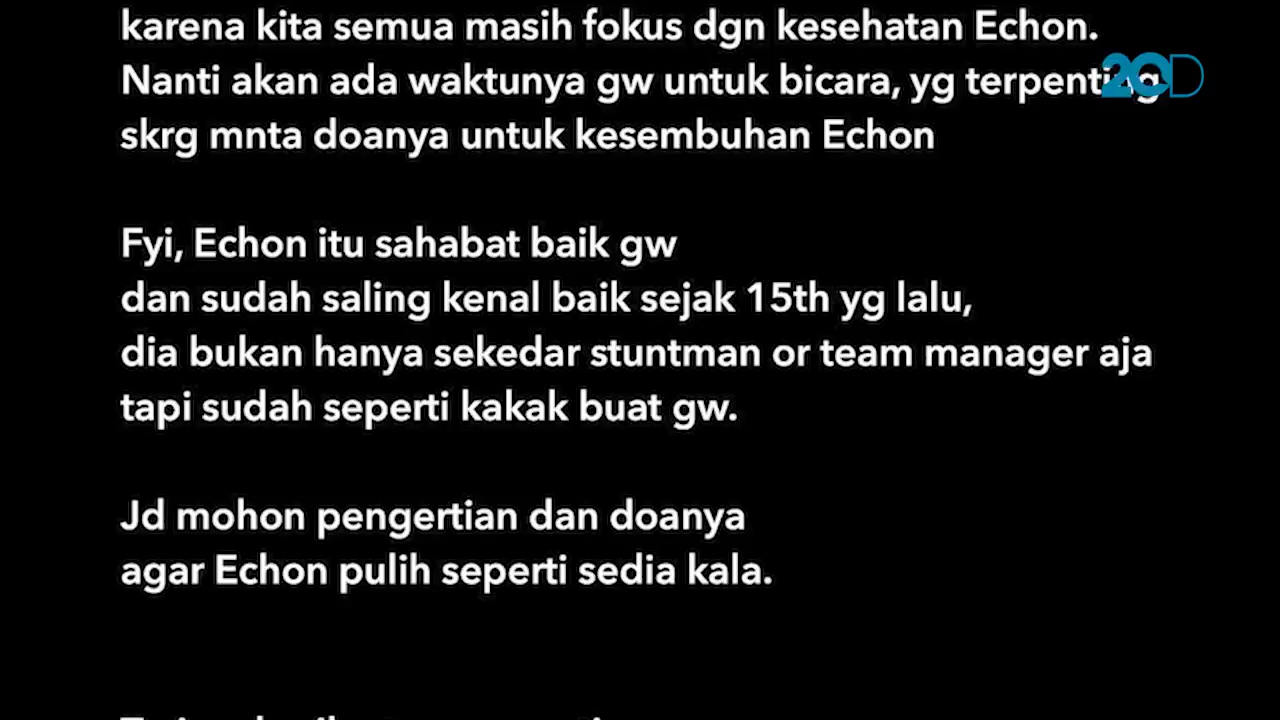 karena kita semua masih fokus dgn kesehatan Echon.
Nanti akan ada waktunya gw untuk bicara, yg terpenting
skrg mnta doanya untuk kesembuhan Echon
Fyi, Echon itu sahabat baik gw
dan sudah saling kenal baik sejak 15th yg lalu,
dia bukan hanya sekedar stuntman or team manager aja
tapi sudah seperti kakak buat gw.
Jd mohon pengertian dan doanya
agar Echon pulih seperti sedia kala.
20D